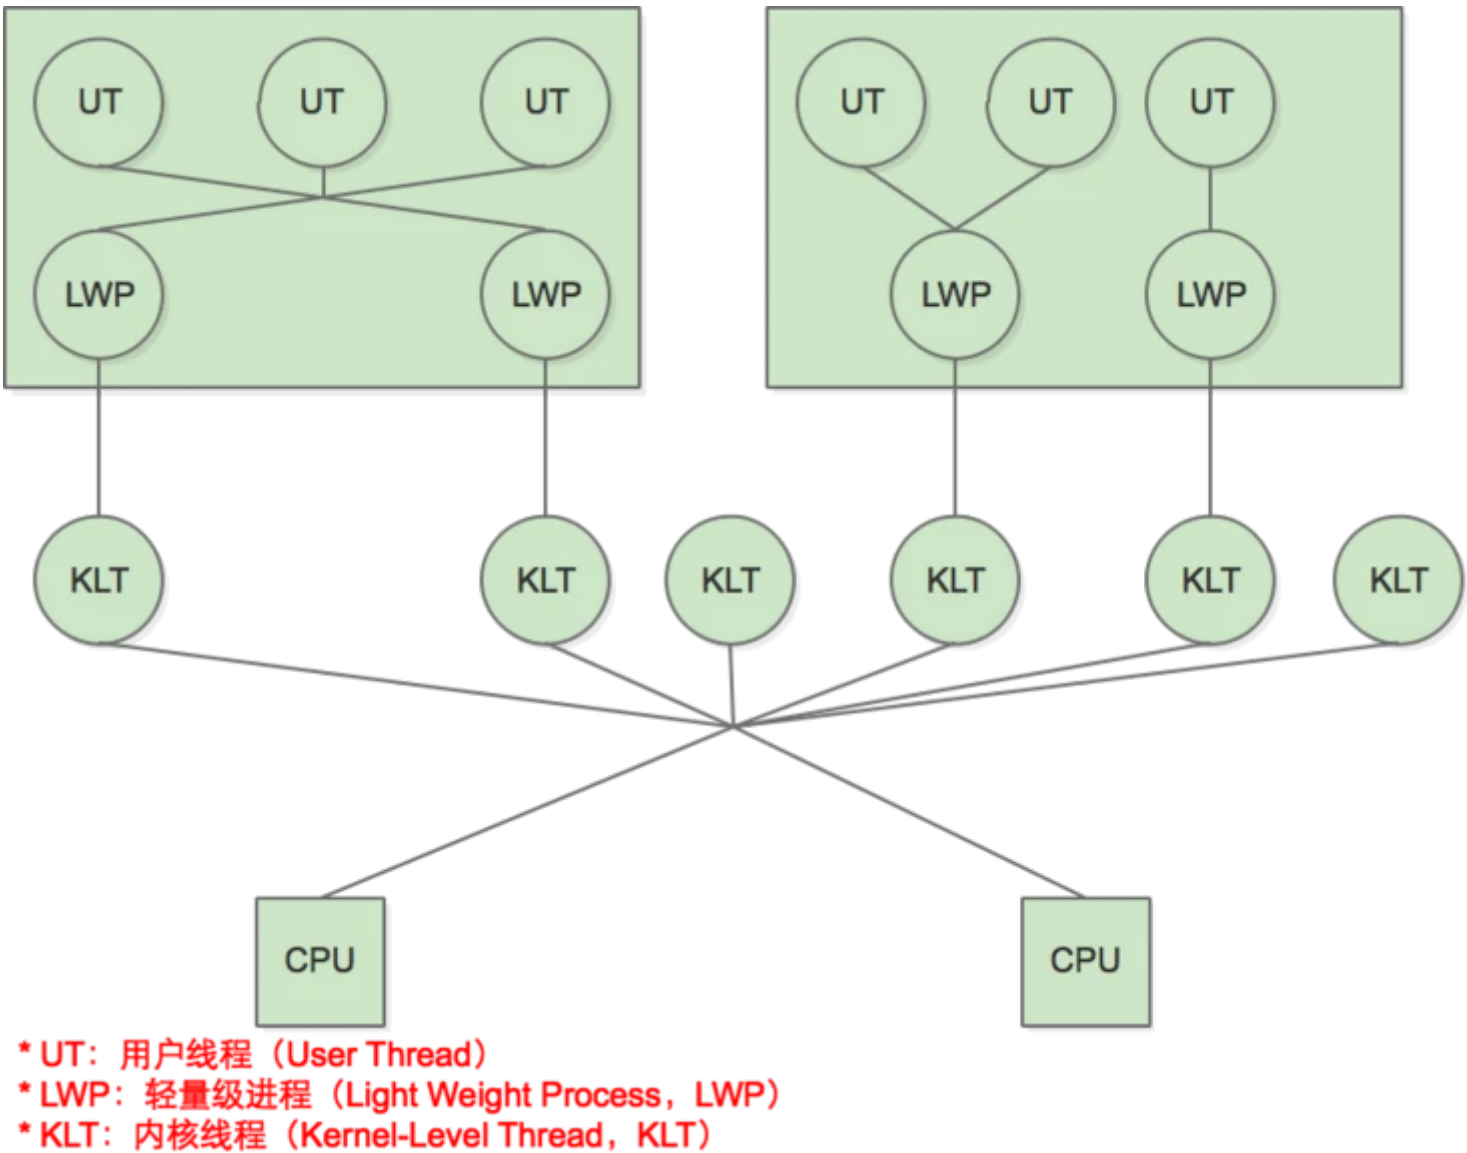 UT UT UT UT UT UT
LWP LWP LWP LWP
KLT KLT KLT KLT KLT KLT
CPU CPU
* UT：用户线程（User Thread）
* LWP：轻量级进程（Light Weight Process，LWP）
* KLT：内核线程（Kernel-Level Thread，KLT）